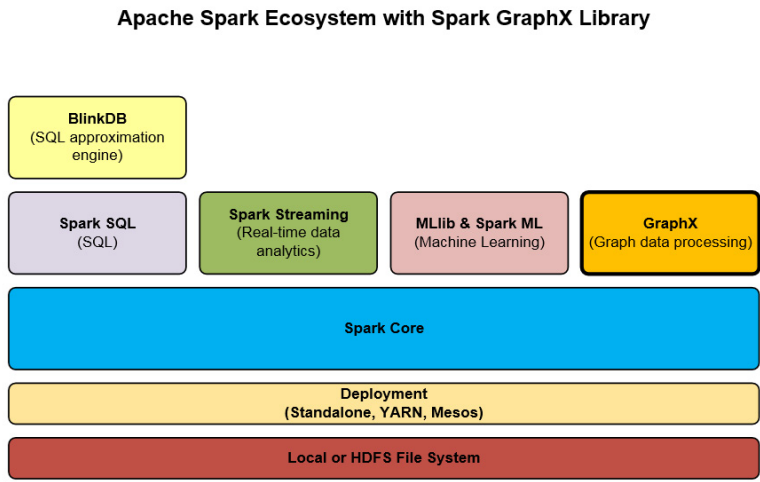 Apache Spark Ecosystem with Spark GraphX Library
BlinkDB
(SQL approximation
engine)
Spark SQL
(SQL)
Spark Streaming
(Real-time data
analytics)
MLlib & Spark ML
(Machine Learning)
GraphX
(Graph data processing)
Spark Core
Deployment
(Standalone, YARN, Mesos)
Local or HDFS File System